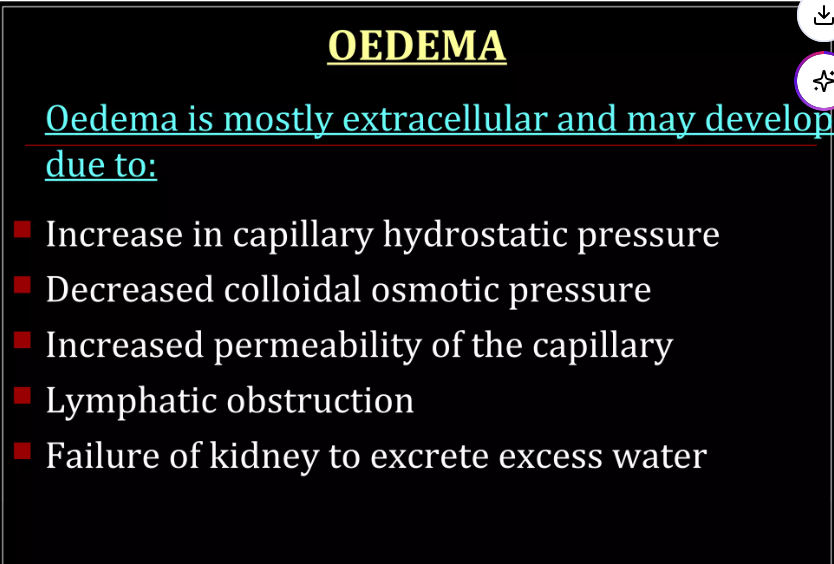 OEDEMA
Oedema is mostly extracellular and may develop
due to:
Increase in capillary hydrostatic pressure
Decreased colloidal osmotic pressure
Increased permeability of the capillary
Lymphatic obstruction
Failure of kidney to excrete excess water